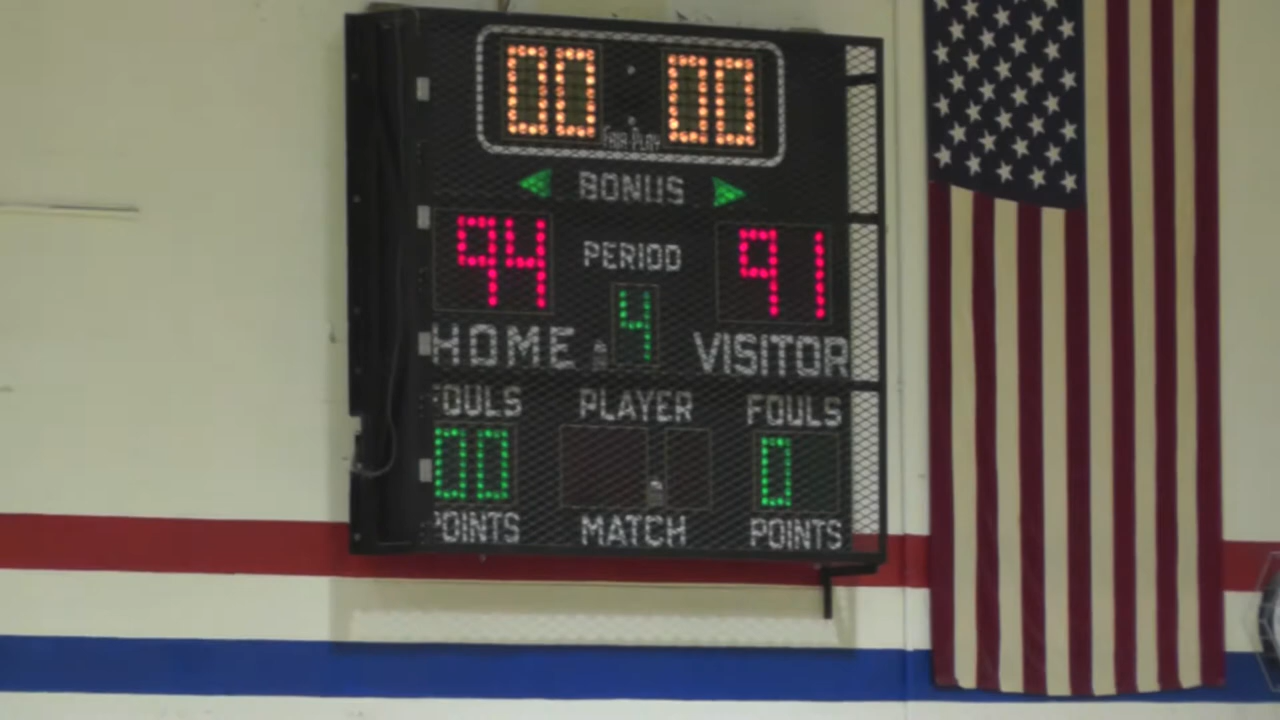 00 00
FAIR-PLAY
BONUS
94 PERIOD 91
4
HOME VISITOR
FOULS PLAYER FOULS
00 0
POINTS MATCH POINTS